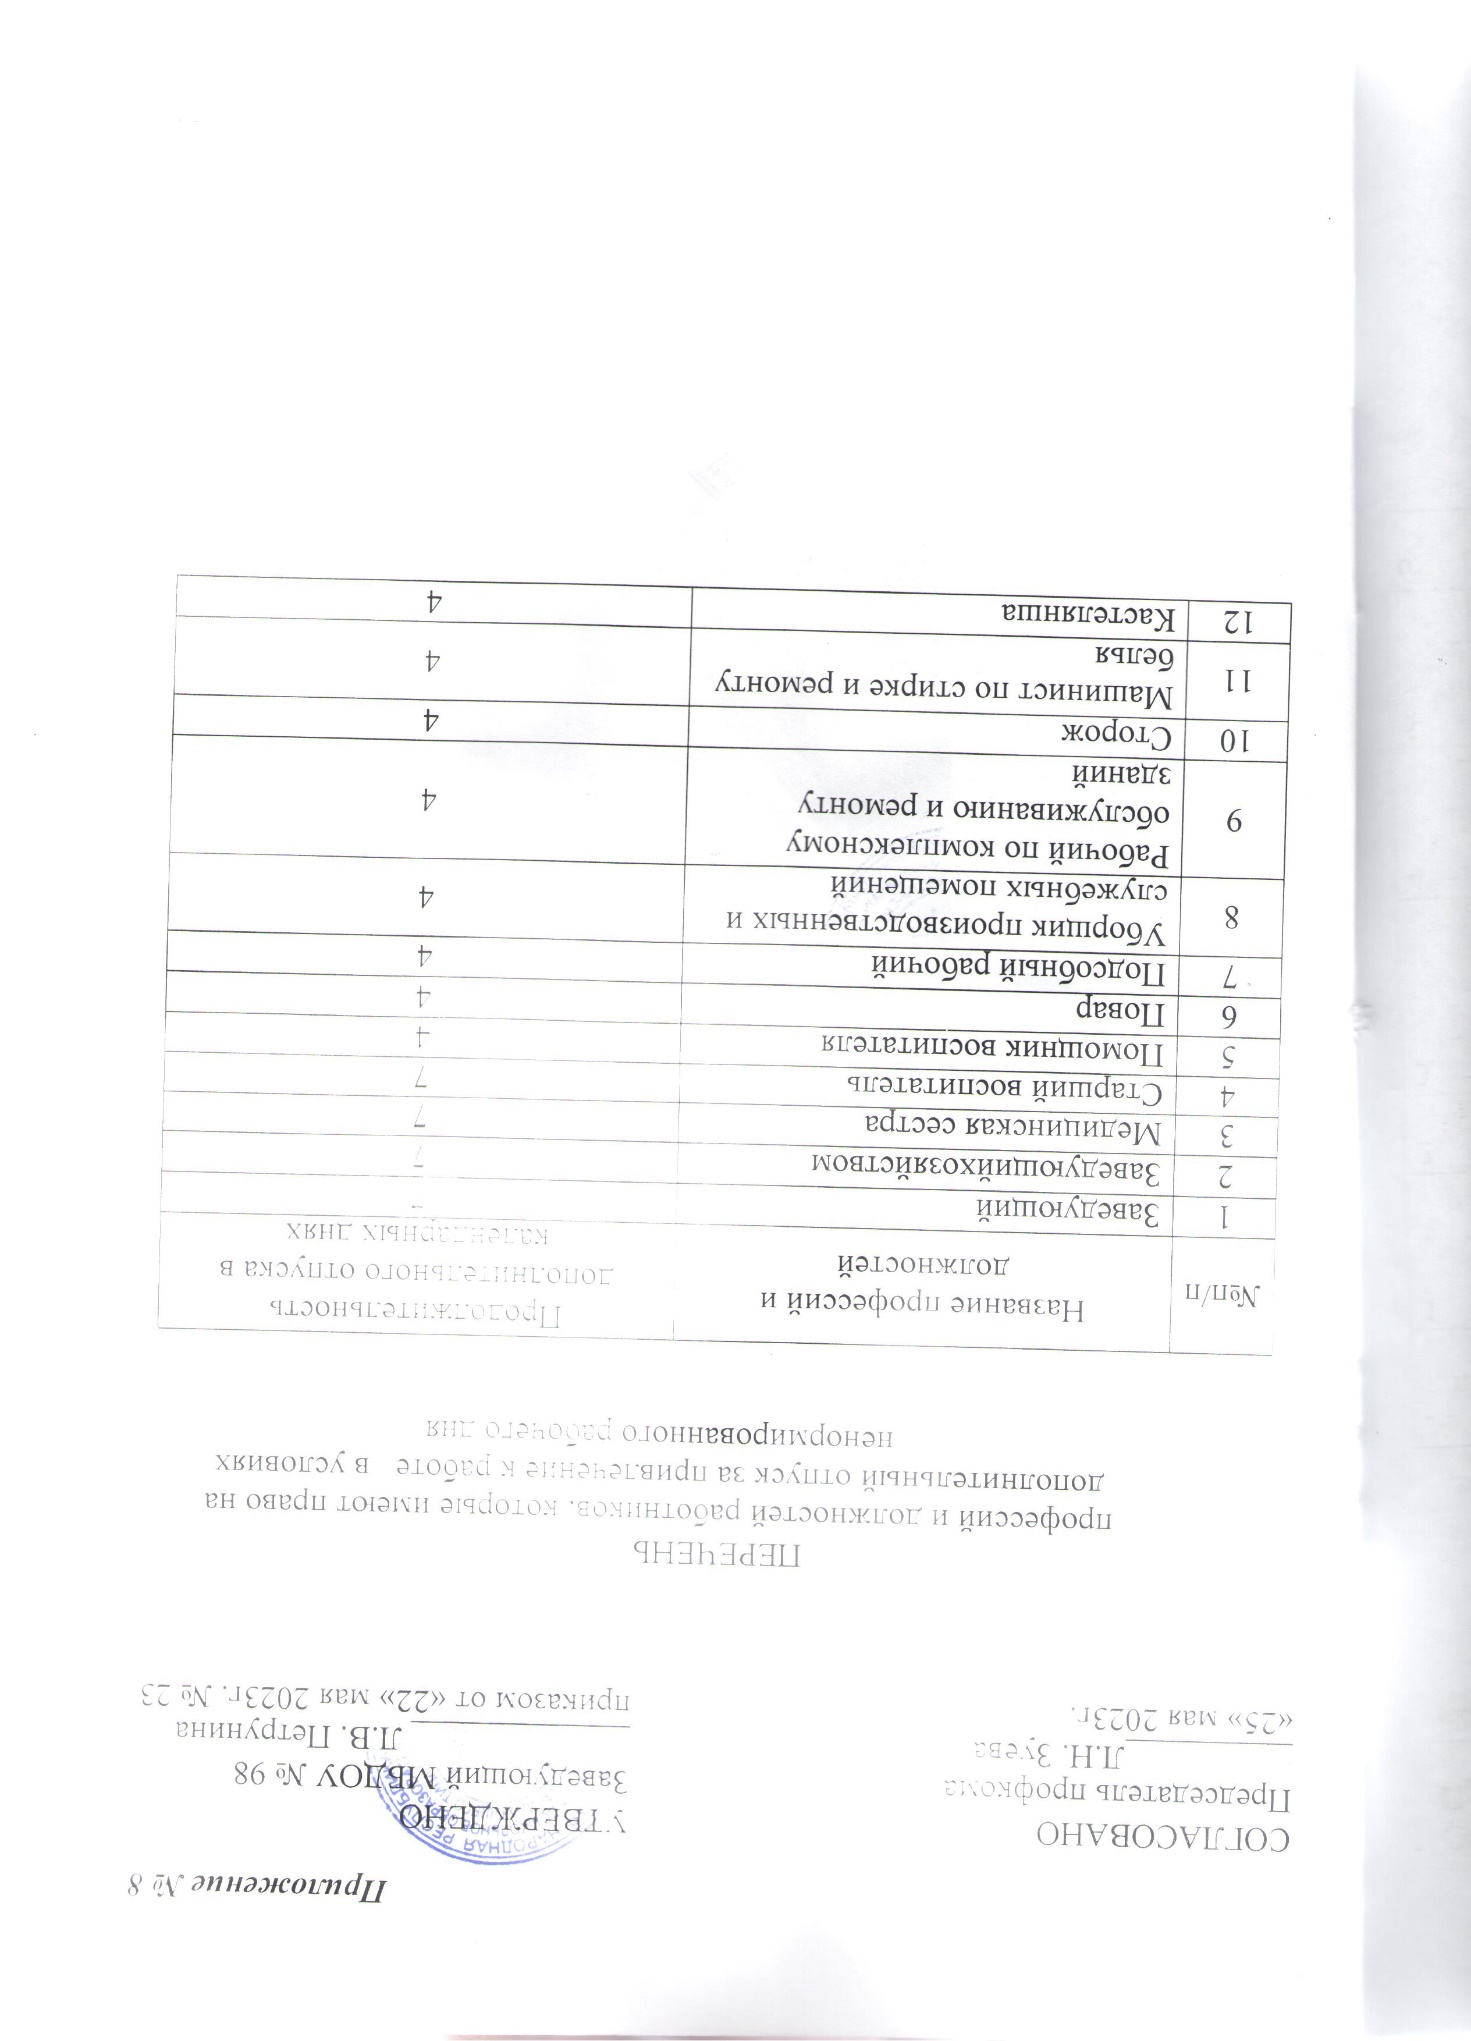 Приложение № 8
СОГЛАСОВАНО
Председатель профкома
____________Л.Н. Зуева
«25» мая 2023г.
УТВЕРЖДЕНО
Заведующий МБДОУ № 98
________________ Л.В. Петрунина
приказом от «22» мая 2023г. № 23
НАРОДНАЯ РЕСПУБЛИ
ПЕРЕЧЕНЬ
профессий и должностей работников, которые имеют право на
дополнительный отпуск за привлечение к работе в условиях
ненормированного рабочего дня
№п/п
Название профессий и
должностей
Продолжительность
дополнительного отпуска в
календарных днях
1 Заведующий
2 Заведующийхозяйством 7
3 Медицинская сестра 7
4 Старший воспитатель 7
5 Помощник воспитателя 4
6 Повар 4
7 Подсобный рабочий 4
8 Уборщик производственных и
служебных помещений 4
9 Рабочий по комплексному
обслуживанию и ремонту
зданий 4
10 Сторож 4
11 Машинист по стирке и ремонту
белья 4
12 Кастелянша 4